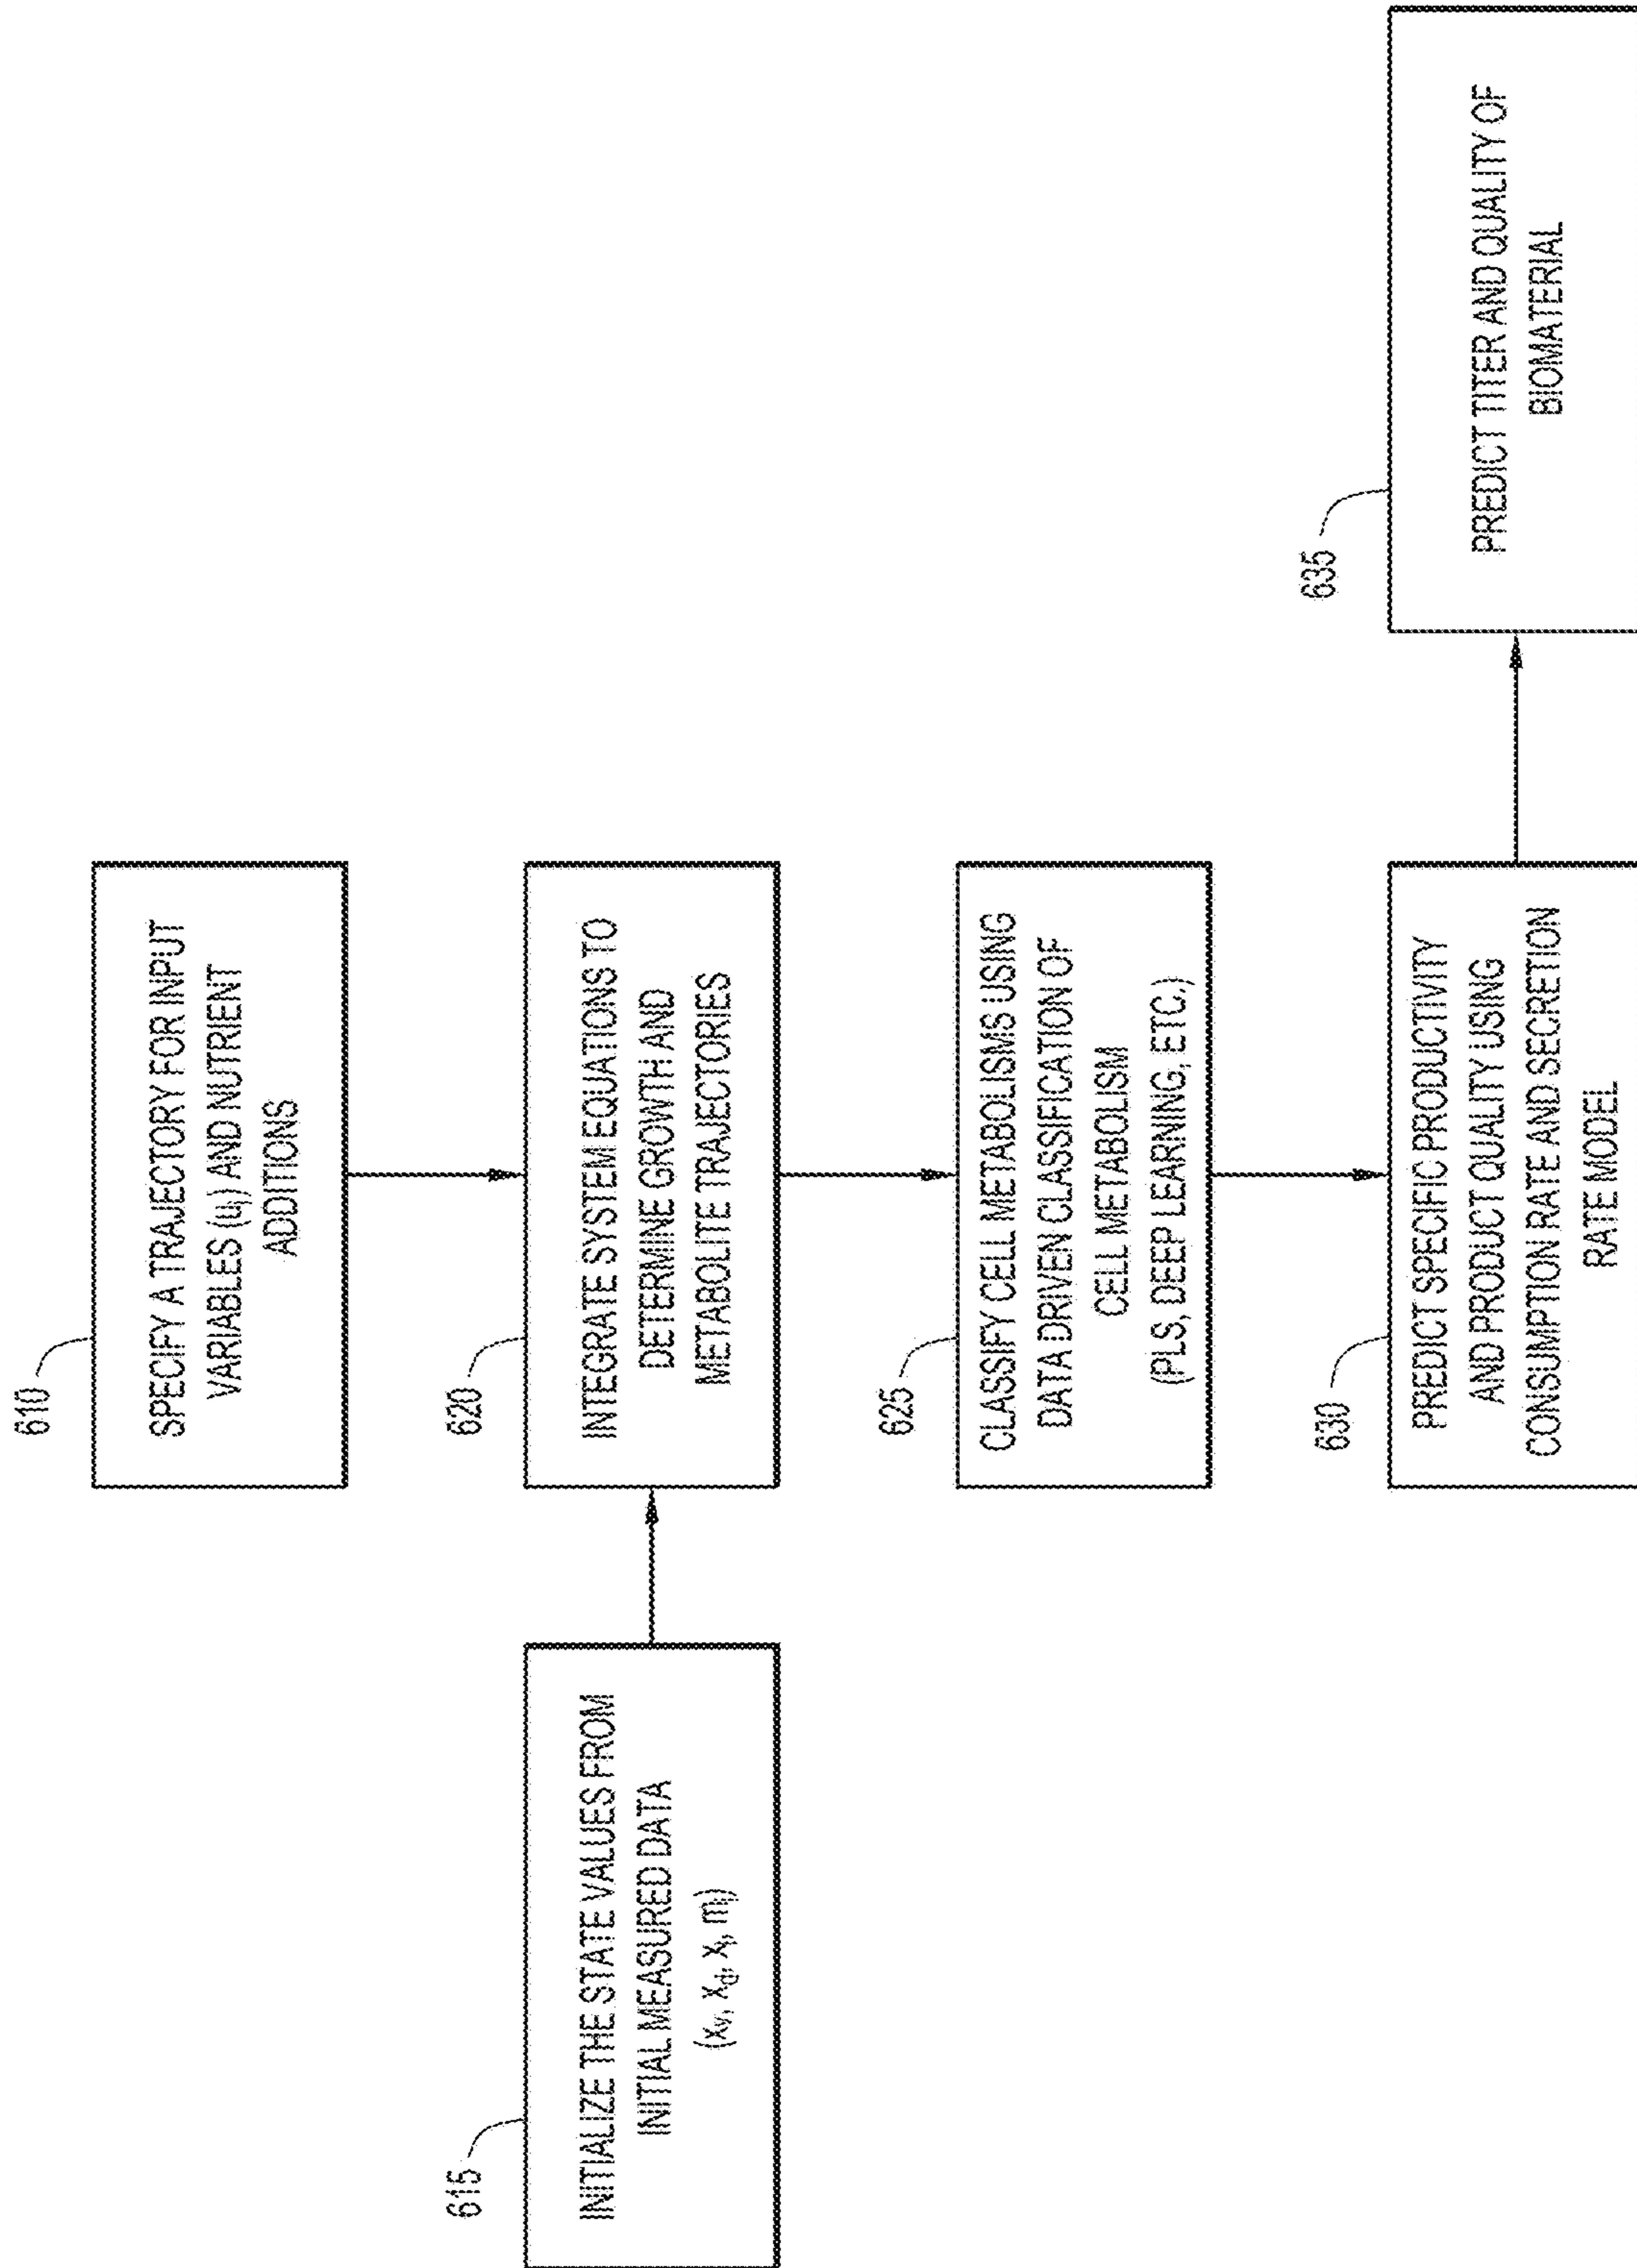 610
SPECIFY A TRAJECTORY FOR INPUT
VARIABLES (uj) AND NUTRIENT
ADDITIONS
615
INITIALIZE THE STATE VALUES FROM
INITIAL MEASURED DATA
(xv, xd, xl, mi)
620
INTEGRATE SYSTEM EQUATIONS TO
DETERMINE GROWTH AND
METABOLITE TRAJECTORIES
625
CLASSIFY CELL METABOLISMS USING
DATA DRIVEN CLASSIFICATION OF
CELL METABOLISM
(PLS, DEEP LEARNING, ETC.)
630
PREDICT SPECIFIC PRODUCTIVITY
AND PRODUCT QUALITY USING
CONSUMPTION RATE AND SECRETION
RATE MODEL
635
PREDICT TITER AND QUALITY OF
BIOMATERIAL